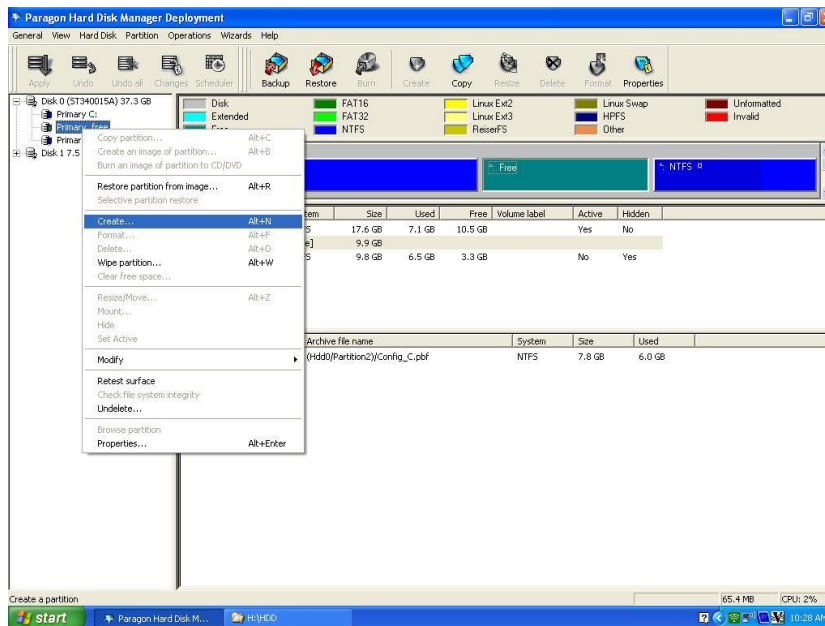 Paragon Hard Disk Manager Deployment
General View Hard Disk Partition Operations Wizards Help
Apply Undo Undo all Changes Scheduler Backup Restore Burn Create Copy Resize Delete Format Properties
Disk 0 (ST340015A) 37.3 GB
Primary C:
Primary free
Primar
Disk 1 7.5
Disk FAT16 Linux Ext2 Linux Swap Unformatted
Extended FAT32 Linux Ext3 HPFS Invalid
Free NTFS ReiserFS Other
*: Free
*: NTFS
Copy partition... Alt+C
Create an image of partition... Alt+B
Burn an image of partition to CD/DVD
Restore partition from image... Alt+R
Selective partition restore
Create... Alt+N
Format... Alt+F
Delete... Alt+D
Wipe partition... Alt+W
Clear free space...
Resize/Move... Alt+Z
Mount...
Hide
Set Active
Modify
Retest surface
Check file system integrity
Undelete...
Browse partition
Properties... Alt+Enter
tem Size Used Free Volume label Active Hidden
S 17.6 GB 7.1 GB 10.5 GB Yes No
e] 9.9 GB
S 9.8 GB 6.5 GB 3.3 GB No Yes
Archive file name System Size Used
(Hdd0/Partition2)/Config_C.pbf NTFS 7.8 GB 6.0 GB
Create a partition 65.4 MB CPU: 2%
start Paragon Hard Disk M... H:\HDD 10:28 AM